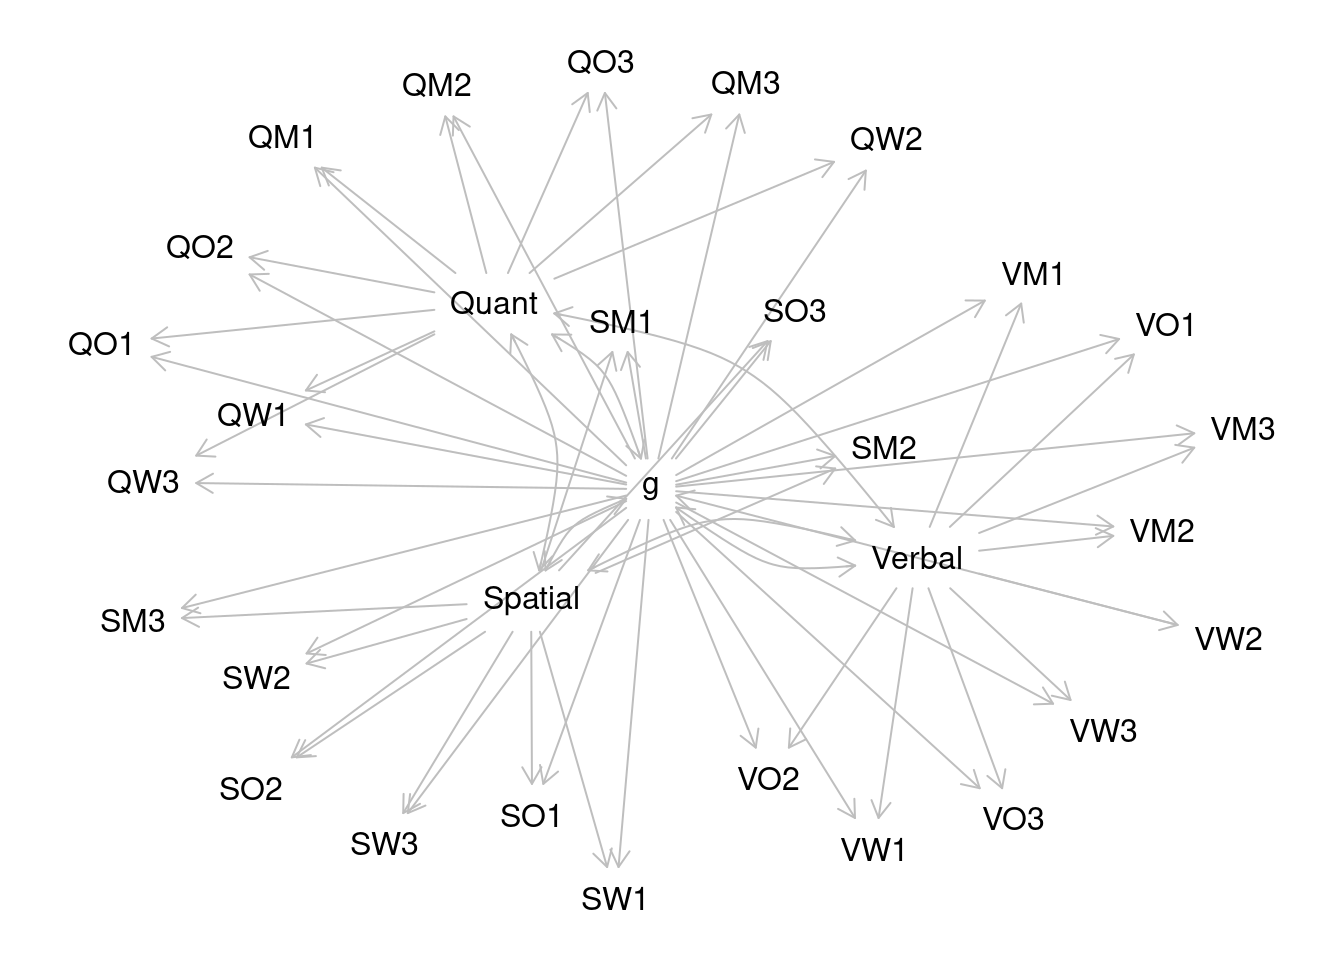 QO3
QM2
QM3
QM1
QW2
QO2
VM1
Quant
SO3
SM1
VO1
QO1
QW1
VM3
SM2
QW3
g
VM2
Verbal
Spatial
SM3
VW2
SW2
VW3
VO2
SO2
SO1
VO3
SW3
VW1
SW1